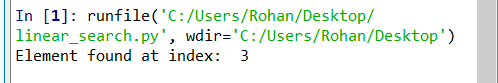 In [1]: runfile('C:/Users/Rohan/Desktop/
linear_search.py', wdir='C:/Users/Rohan/Desktop')
Element found at index:  3